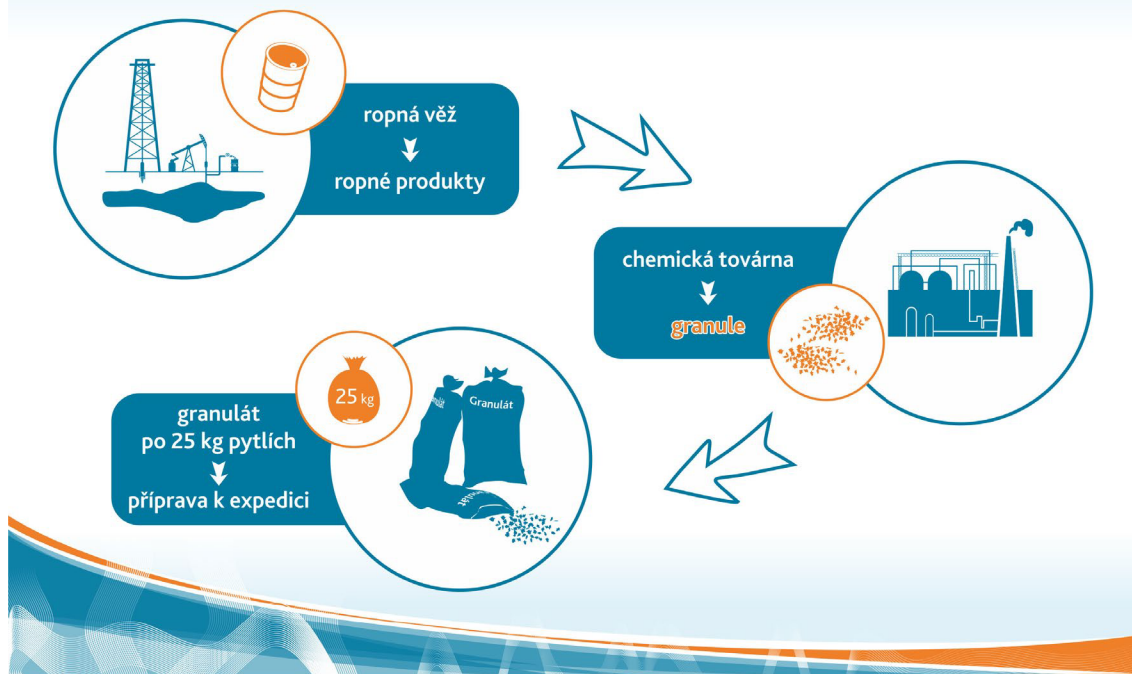 ropná věž
ropné produkty
chemická továrna
granule
25 kg
Granulát
granulát
po 25 kg pytlích
příprava k expedici